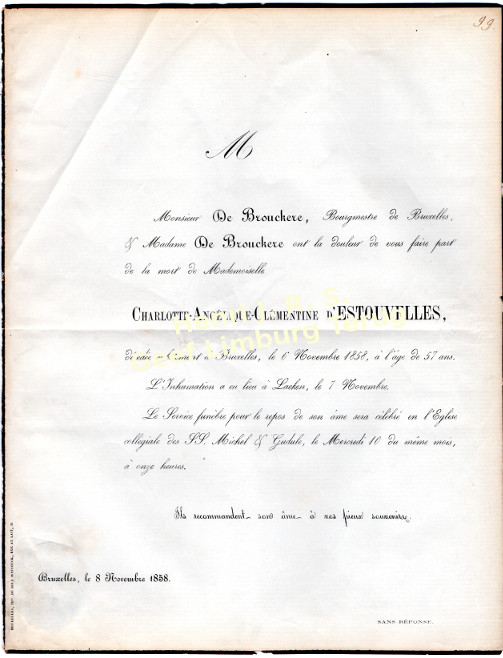 99.
M
Monsieur De Brouckere, Bourgmestre de Bruxelles,
& Madame De Brouckere ont la douleur de vous faire part
de la mort de Mademoiselle
D'ESTOUVELLES,
décédée à Bruxelles, le 6 Novembre 1858, à l'âge de 57 ans.
L'Inhumation a eu lieu à Laeken, le 7 Novembre.
Le Service funèbre pour le repos de son âme sera célébré en l'Eglise
collégiale des SS. Michel & Gudule, le Mercredi 10 du même mois,
à onze heures.
Ils recommandent son âme à vos pieux souvenirs.
Bruxelles, le 8 Novembre 1858.
SANS RÉPONSE.
Geef Limburg